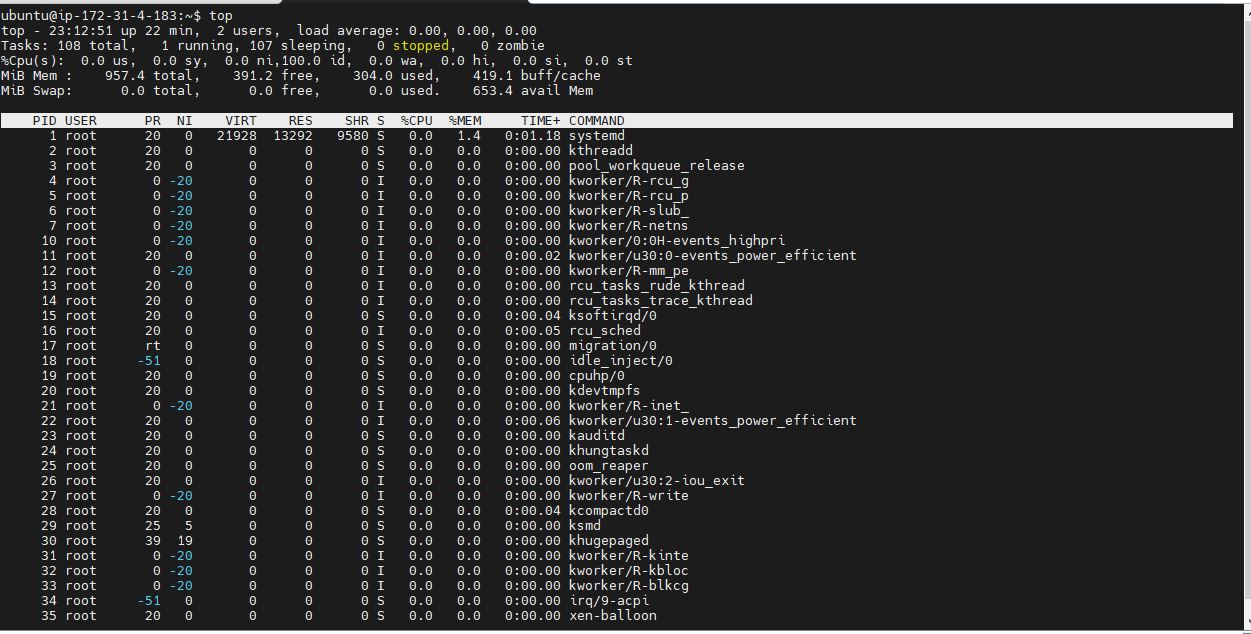 ubuntu@ip-172-31-4-183:~$ top
top - 23:12:51 up 22 min,  2 users,  load average: 0.00, 0.00, 0.00
Tasks: 108 total,   1 running, 107 sleeping,   0 stopped,   0 zombie
%Cpu(s):  0.0 us,  0.0 sy,  0.0 ni,100.0 id,  0.0 wa,  0.0 hi,  0.0 si,  0.0 st
MiB Mem :    957.4 total,    391.2 free,    304.0 used,    419.1 buff/cache
MiB Swap:      0.0 total,      0.0 free,      0.0 used.    653.4 avail Mem
PID USER      PR  NI    VIRT    RES    SHR S  %CPU  %MEM     TIME+ COMMAND
1 root      20   0   21928  13292   9580 S   0.0   1.4   0:01.18 systemd
2 root      20   0       0      0      0 S   0.0   0.0   0:00.00 kthreadd
3 root      20   0       0      0      0 S   0.0   0.0   0:00.00 pool_workqueue_release
4 root       0 -20       0      0      0 I   0.0   0.0   0:00.00 kworker/R-rcu_g
5 root       0 -20       0      0      0 I   0.0   0.0   0:00.00 kworker/R-rcu_p
6 root       0 -20       0      0      0 I   0.0   0.0   0:00.00 kworker/R-slub_
7 root       0 -20       0      0      0 I   0.0   0.0   0:00.00 kworker/R-netns
10 root       0 -20       0      0      0 I   0.0   0.0   0:00.00 kworker/0:0H-events_highpri
11 root      20   0       0      0      0 I   0.0   0.0   0:00.02 kworker/u30:0-events_power_efficient
12 root       0 -20       0      0      0 I   0.0   0.0   0:00.00 kworker/R-mm_pe
13 root      20   0       0      0      0 I   0.0   0.0   0:00.00 rcu_tasks_rude_kthread
14 root      20   0       0      0      0 I   0.0   0.0   0:00.00 rcu_tasks_trace_kthread
15 root      20   0       0      0      0 S   0.0   0.0   0:00.04 ksoftirqd/0
16 root      20   0       0      0      0 I   0.0   0.0   0:00.05 rcu_sched
17 root      rt   0       0      0      0 S   0.0   0.0   0:00.00 migration/0
18 root     -51   0       0      0      0 S   0.0   0.0   0:00.00 idle_inject/0
19 root      20   0       0      0      0 S   0.0   0.0   0:00.00 cpuhp/0
20 root      20   0       0      0      0 S   0.0   0.0   0:00.00 kdevtmpfs
21 root       0 -20       0      0      0 I   0.0   0.0   0:00.00 kworker/R-inet_
22 root      20   0       0      0      0 I   0.0   0.0   0:00.06 kworker/u30:1-events_power_efficient
23 root      20   0       0      0      0 S   0.0   0.0   0:00.00 kauditd
24 root      20   0       0      0      0 S   0.0   0.0   0:00.00 khungtaskd
25 root      20   0       0      0      0 S   0.0   0.0   0:00.00 oom_reaper
26 root      20   0       0      0      0 I   0.0   0.0   0:00.00 kworker/u30:2-iou_exit
27 root       0 -20       0      0      0 I   0.0   0.0   0:00.00 kworker/R-write
28 root      20   0       0      0      0 S   0.0   0.0   0:00.04 kcompactd0
29 root      25   5       0      0      0 S   0.0   0.0   0:00.00 ksmd
30 root      39  19       0      0      0 S   0.0   0.0   0:00.00 khugepaged
31 root       0 -20       0      0      0 I   0.0   0.0   0:00.00 kworker/R-kinte
32 root       0 -20       0      0      0 I   0.0   0.0   0:00.00 kworker/R-kbloc
33 root       0 -20       0      0      0 I   0.0   0.0   0:00.00 kworker/R-blkcg
34 root     -51   0       0      0      0 S   0.0   0.0   0:00.00 irq/9-acpi
35 root      20   0       0      0      0 S   0.0   0.0   0:00.00 xen-balloon